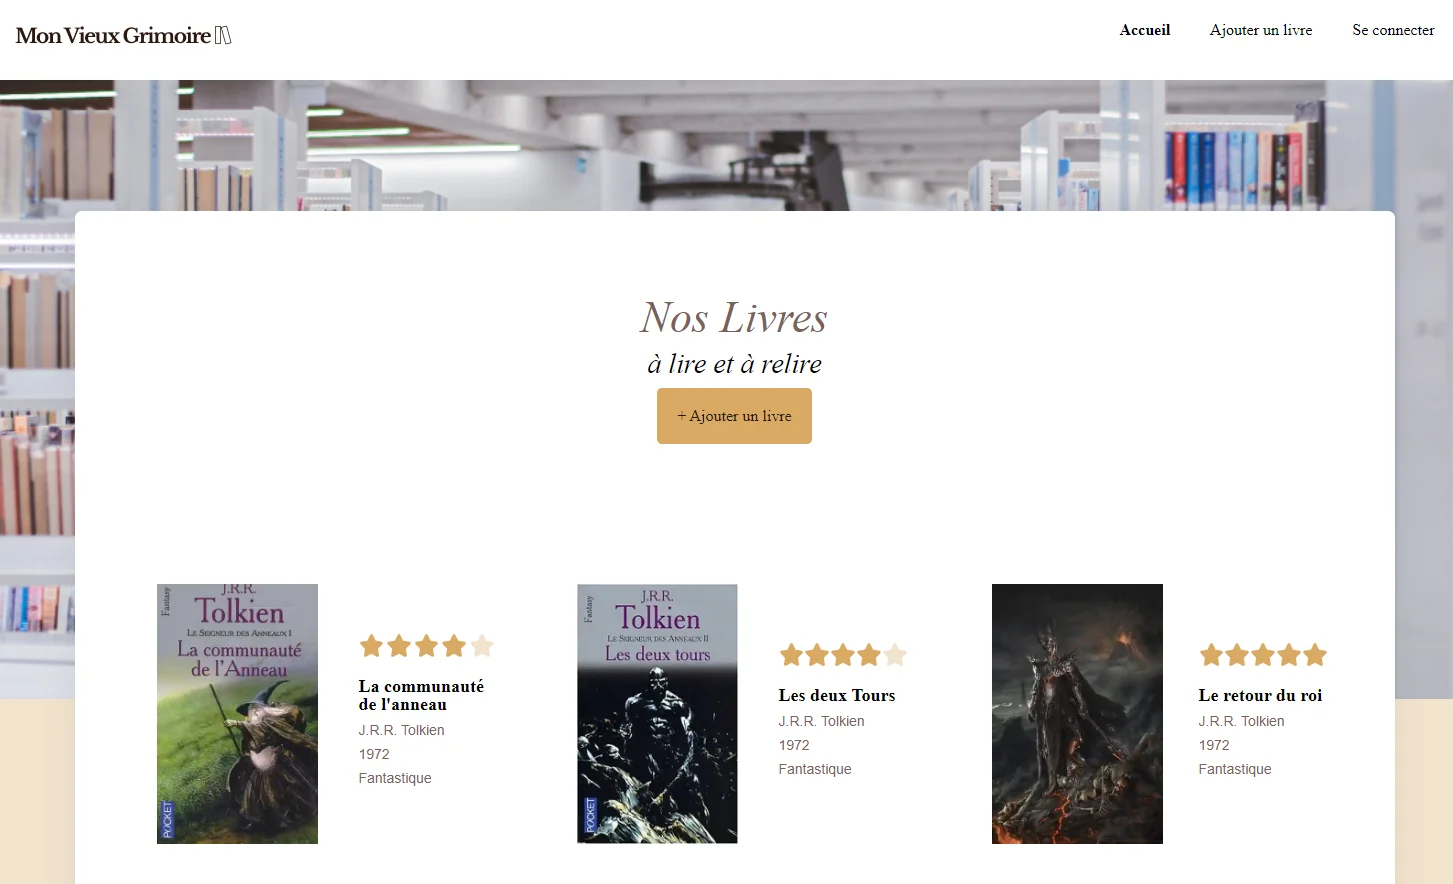 Mon Vieux Grimoire
Accueil
Ajouter un livre
Se connecter
Nos Livres
à lire et à relire
+ Ajouter un livre
Fantasy
J.R.R.
Tolkien
LE SEIGNEUR DES ANNEAUX I
La communauté
de l'Anneau
POCKET
La communauté
de l'anneau
J.R.R. Tolkien
1972
Fantastique
Fantasy
J.R.R.
Tolkien
LE SEIGNEUR DES ANNEAUX II
Les deux tours
POCKET
Les deux Tours
J.R.R. Tolkien
1972
Fantastique
Le retour du roi
J.R.R. Tolkien
1972
Fantastique